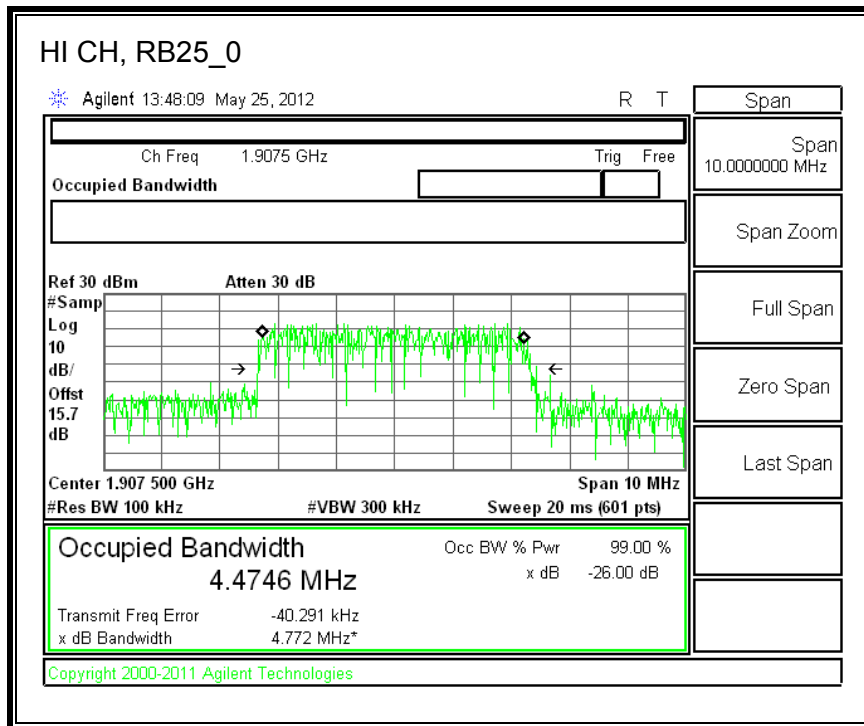 HI CH, RB25_0
Agilent 13:48:09 May 25, 2012 R T
Span
Ch Freq 1.9075 GHz Trig Free
Occupied Bandwidth
Span
10.0000000 MHz
Span Zoom
Full Span
Zero Span
Last Span
Ref 30 dBm Atten 30 dB
#Samp
Log
10
dB/
Offst
15.7
dB
Center 1.907 500 GHz Span 10 MHz
#Res BW 100 kHz #VBW 300 kHz Sweep 20 ms (601 pts)
Occupied Bandwidth Occ BW % Pwr 99.00 %
4.4746 MHz x dB -26.00 dB
Transmit Freq Error -40.291 kHz
x dB Bandwidth 4.772 MHz*
Copyright 2000-2011 Agilent Technologies